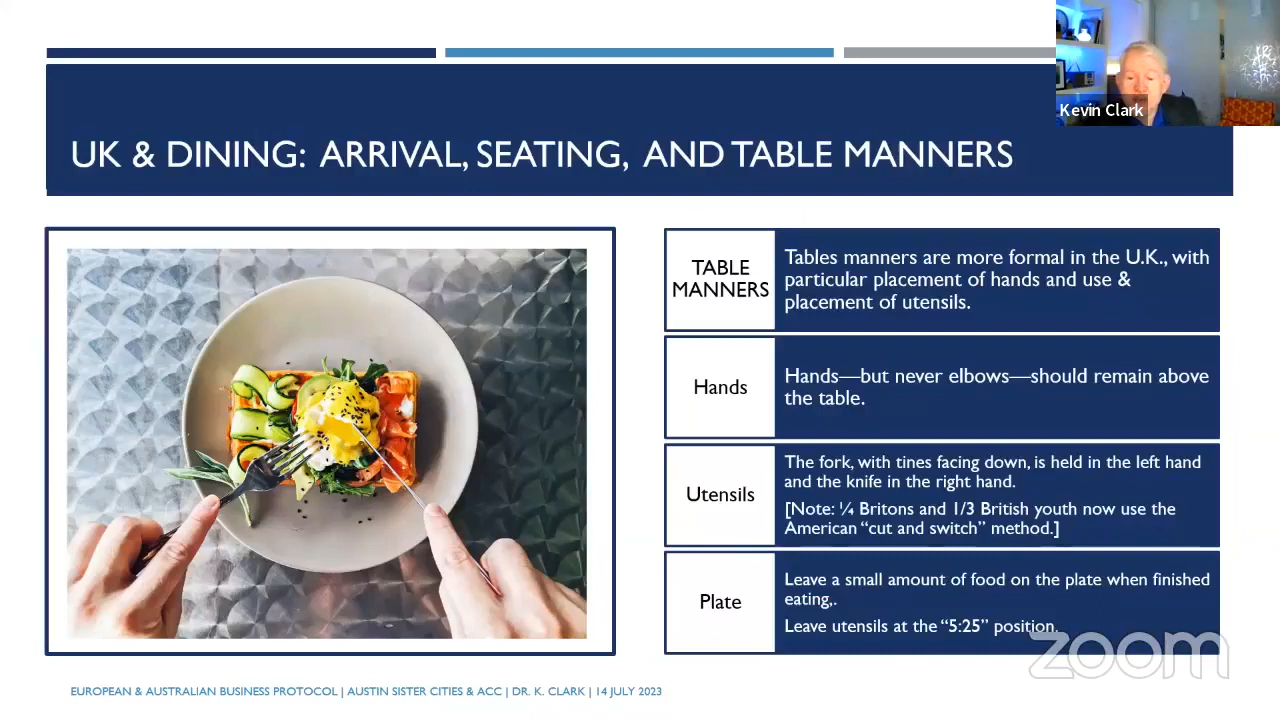 Kevin Clark
UK & DINING: ARRIVAL, SEATING, AND TABLE MANNERS
TABLE
MANNERS
Tables manners are more formal in the U.K., with
particular placement of hands and use &
placement of utensils.
Hands
Hands—but never elbows—should remain above
the table.
Utensils
The fork, with tines facing down, is held in the left hand
and the knife in the right hand.
[Note: ¼ Britons and 1/3 British youth now use the
American “cut and switch” method.]
Plate
Leave a small amount of food on the plate when finished
eating,.
Leave utensils at the “5:25” position.
zoom
EUROPEAN & AUSTRALIAN BUSINESS PROTOCOL | AUSTIN SISTER CITIES & ACC | DR. K. CLARK | 14 JULY 2023